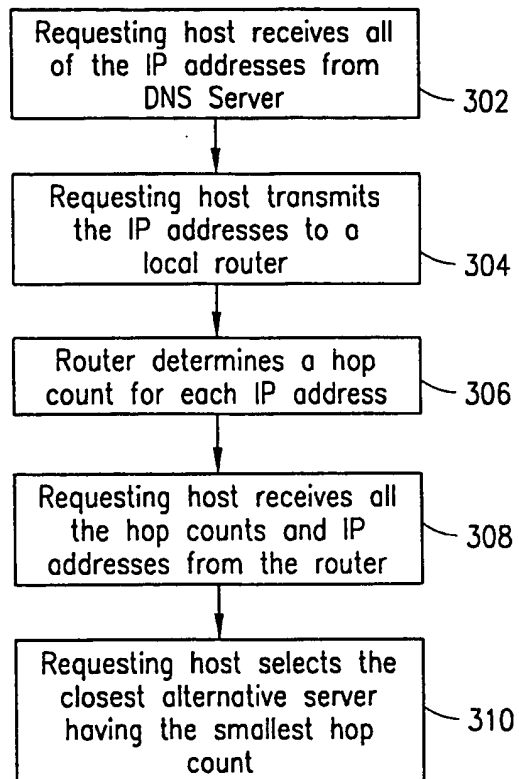 Requesting host receives all
of the IP addresses from
DNS Server
302
Requesting host transmits
the IP addresses to a
local router
304
Router determines a hop
count for each IP address
306
Requesting host receives all
the hop counts and IP
addresses from the router
308
Requesting host selects the
closest alternative server
having the smallest hop
count
310